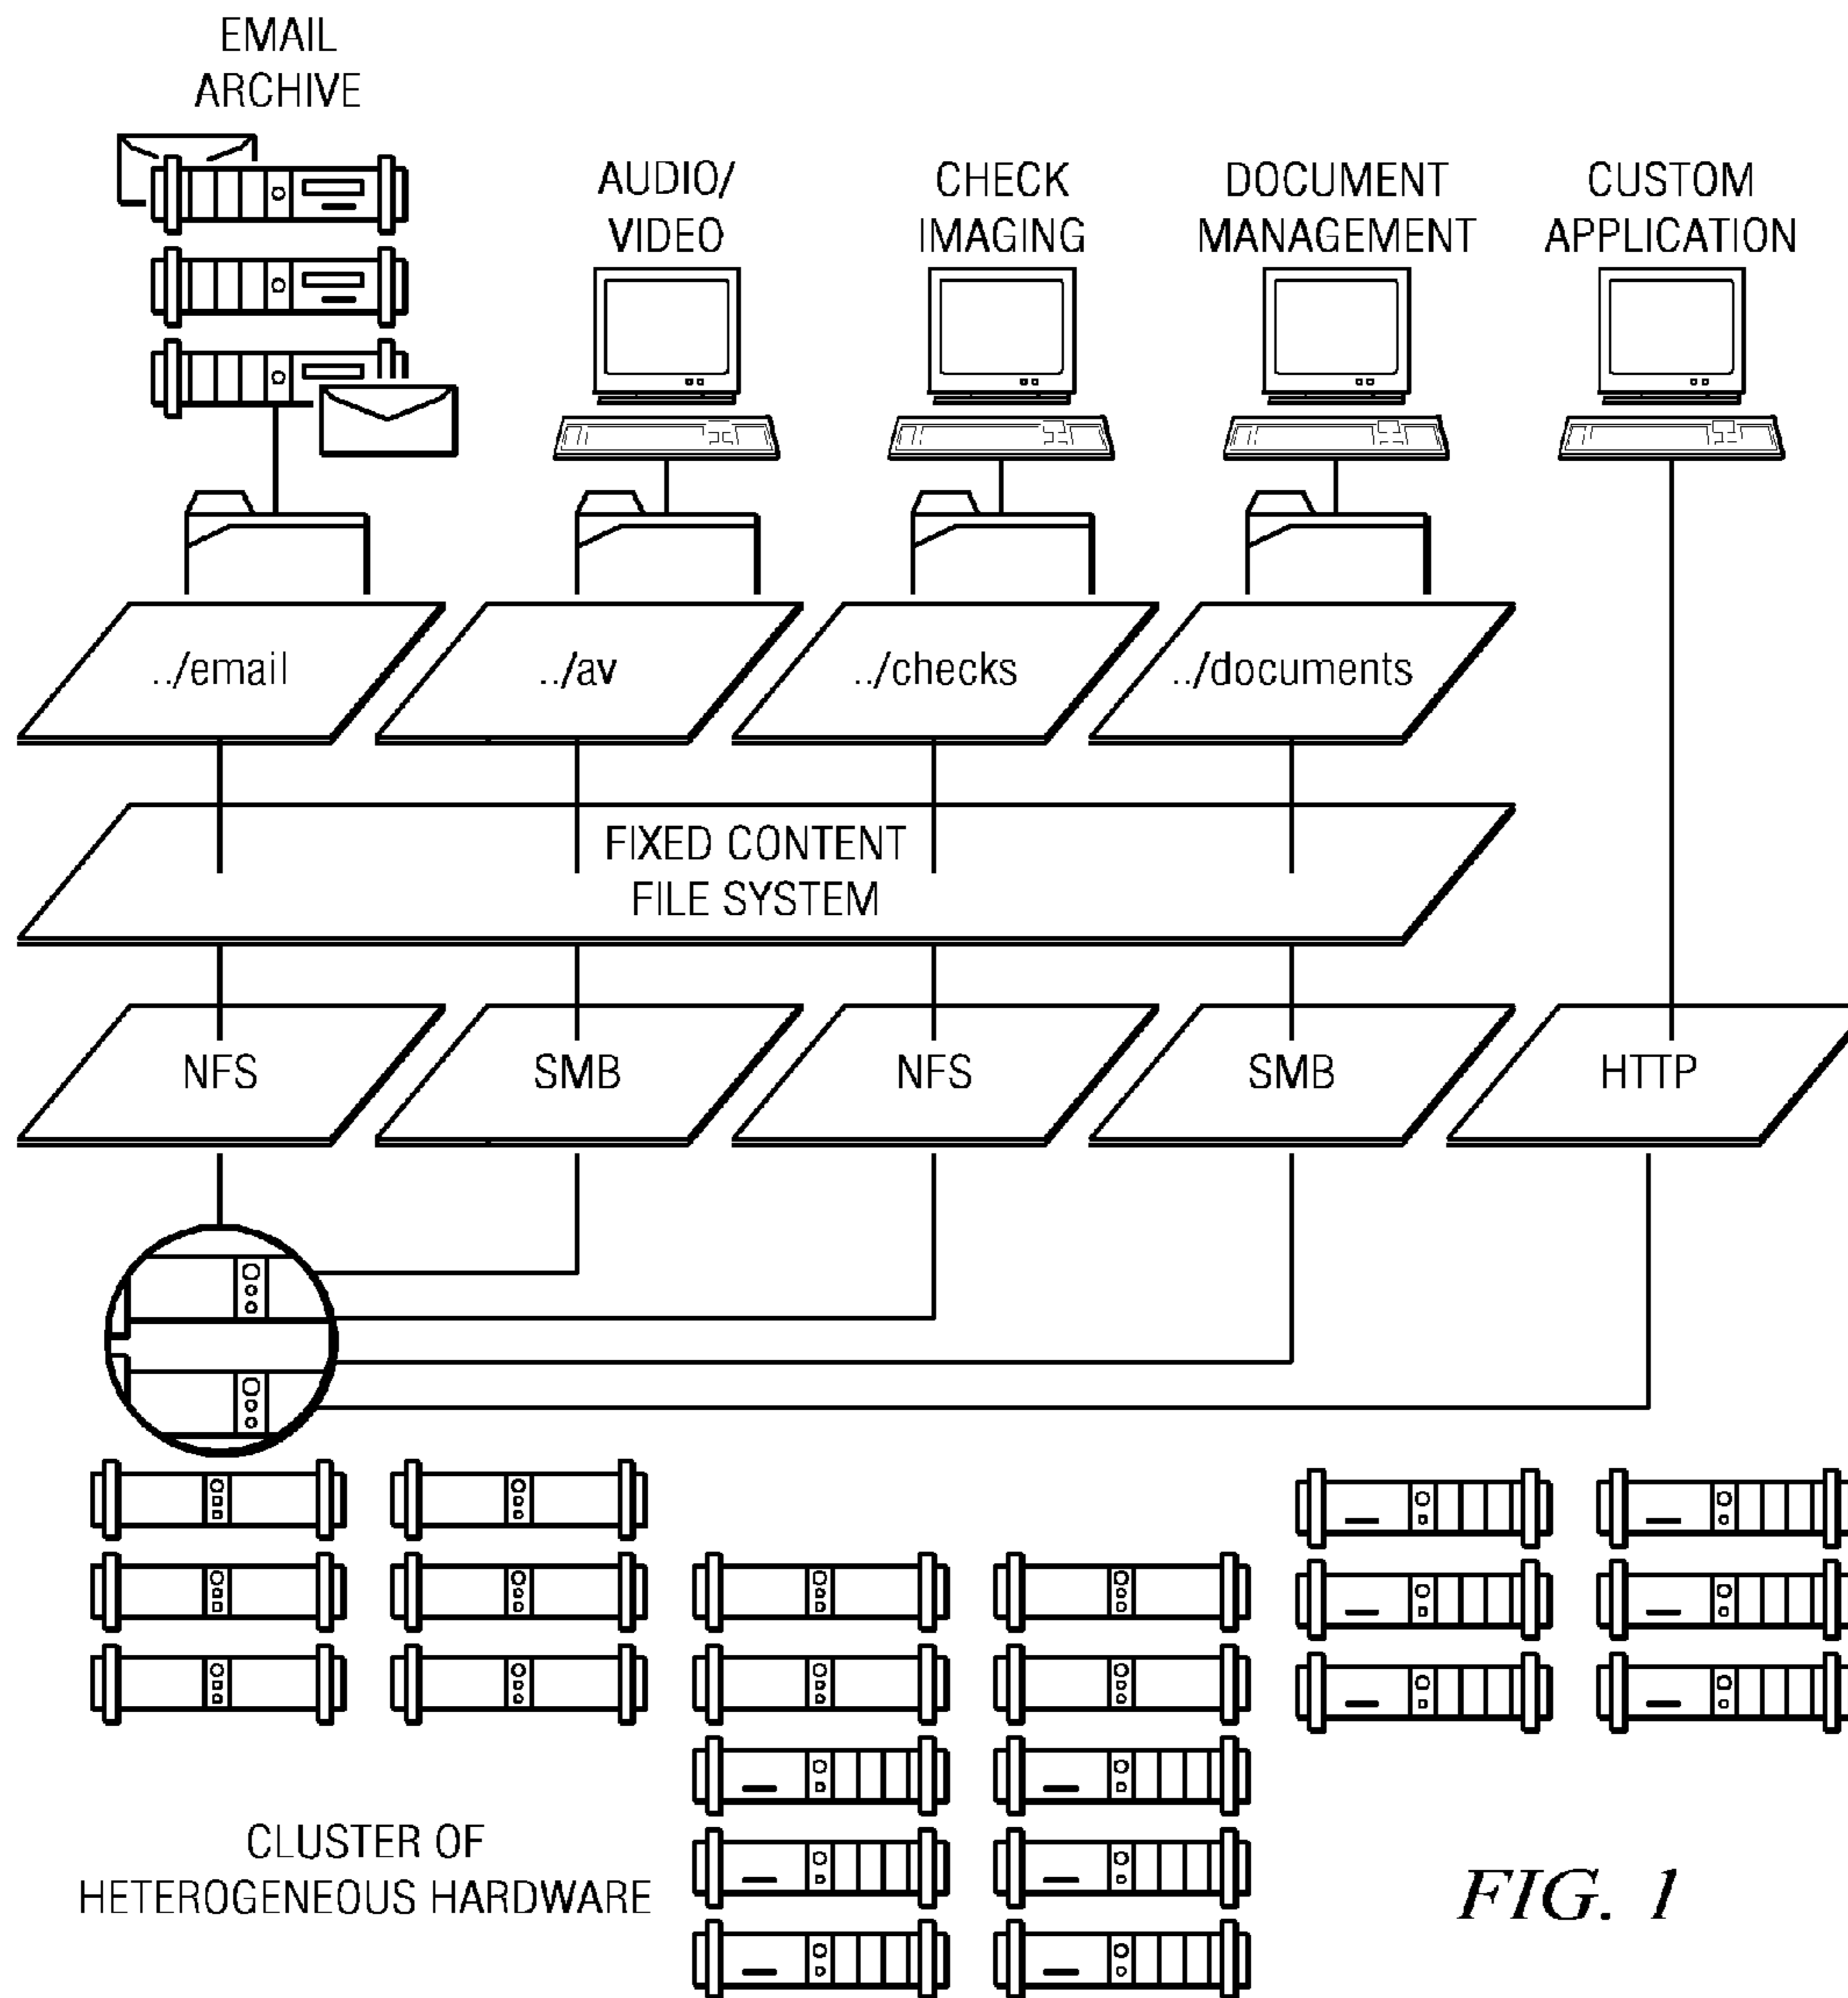 EMAIL
ARCHIVE
AUDIO/
VIDEO
CHECK
IMAGING
DOCUMENT
MANAGEMENT
CUSTOM
APPLICATION
../email
../av
../checks
../documents
FIXED CONTENT
FILE SYSTEM
NFS
SMB
NFS
SMB
HTTP
CLUSTER OF
HETEROGENEOUS HARDWARE
FIG. 1